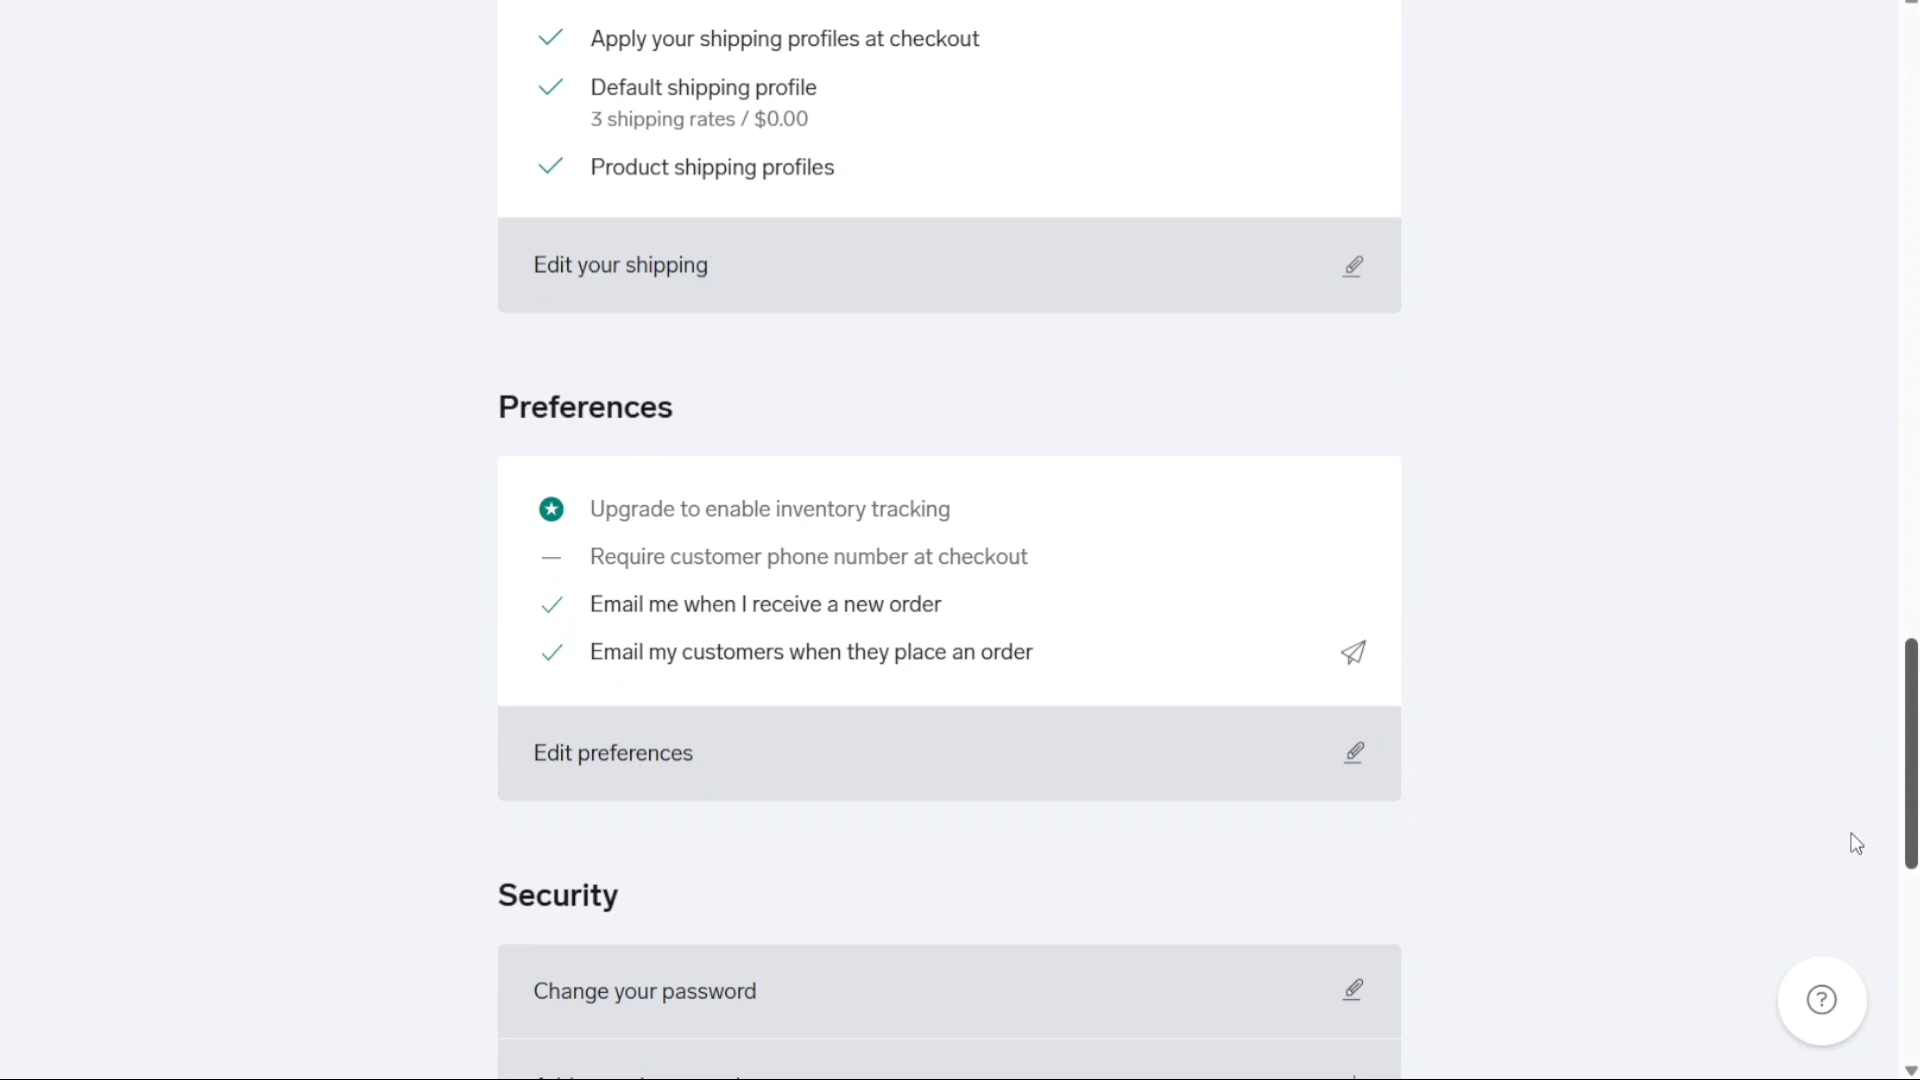 Apply your shipping profiles at checkout
Default shipping profile
3 shipping rates / $0.00
Product shipping profiles
Edit your shipping
Preferences
Upgrade to enable inventory tracking
Require customer phone number at checkout
Email me when I receive a new order
Email my customers when they place an order
Edit preferences
Security
Change your password
?